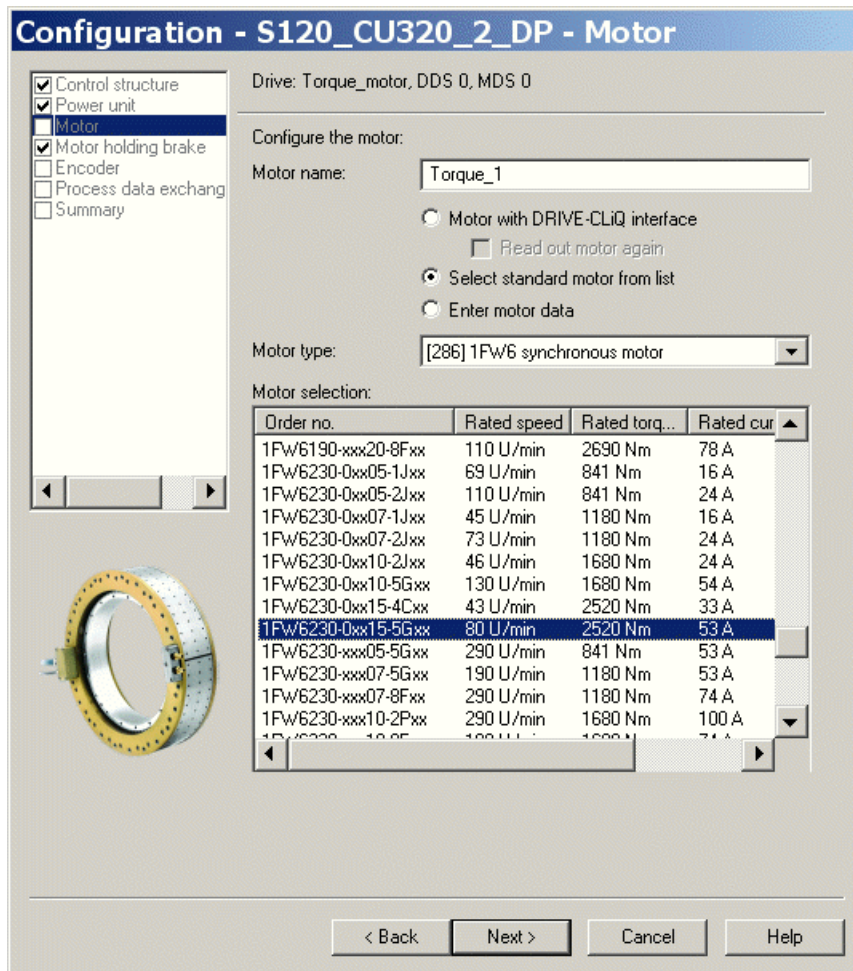 Configuration - S120_CU320_2_DP - Motor
Control structure
Power unit
Motor
Motor holding brake
Encoder
Process data exchang
Summary
Drive: Torque_motor, DDS 0, MDS 0
Configure the motor:
Motor name: Torque_1
Motor with DRIVE-CLiQ interface
Read out motor again
Select standard motor from list
Enter motor data
Motor type: [286] 1FW6 synchronous motor
Motor selection:
Order no. Rated speed Rated torq... Rated cur
1FW6190-xxx20-8Fxx 110 U/min 2690 Nm 78 A
1FW6230-0xx05-1Jxx 69 U/min 841 Nm 16 A
1FW6230-0xx05-2Jxx 110 U/min 841 Nm 24 A
1FW6230-0xx07-1Jxx 45 U/min 1180 Nm 16 A
1FW6230-0xx07-2Jxx 73 U/min 1180 Nm 24 A
1FW6230-0xx10-2Jxx 46 U/min 1680 Nm 24 A
1FW6230-0xx10-5Gxx 130 U/min 1680 Nm 54 A
1FW6230-0xx15-4Cxx 43 U/min 2520 Nm 33 A
1FW6230-0xx15-5Gxx 80 U/min 2520 Nm 53 A
1FW6230-xxx05-5Gxx 290 U/min 841 Nm 53 A
1FW6230-xxx07-5Gxx 190 U/min 1180 Nm 53 A
1FW6230-xxx07-8Fxx 290 U/min 1180 Nm 74 A
1FW6230-xxx10-2Pxx 290 U/min 1680 Nm 100 A
< Back Next > Cancel Help